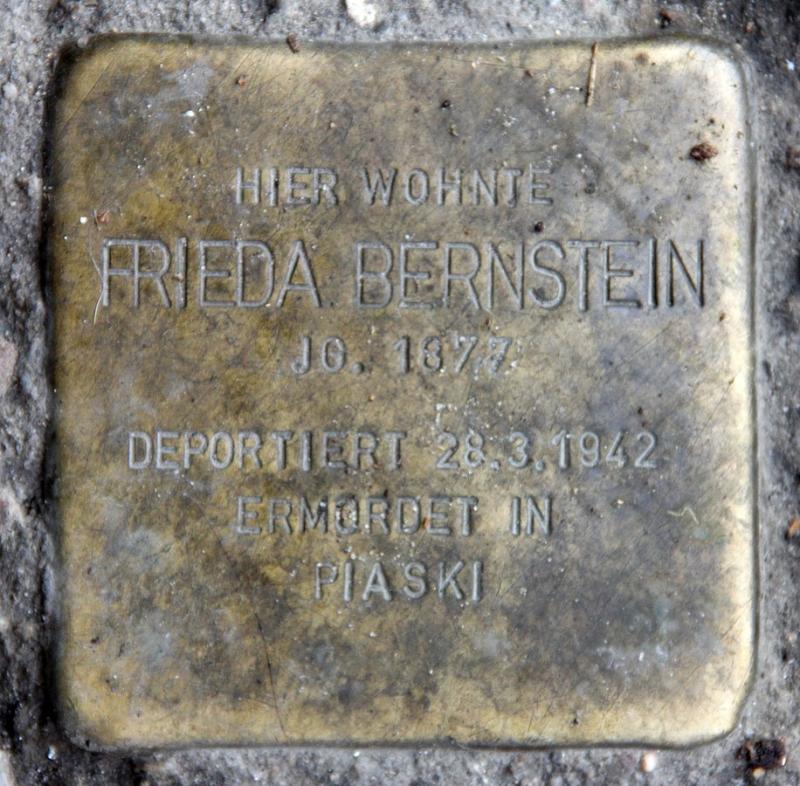 HIER WOHNTE
FRIEDA BERNSTEIN
JG. 1877
DEPORTIERT 28.3.1942
ERMORDET IN
PIASKI